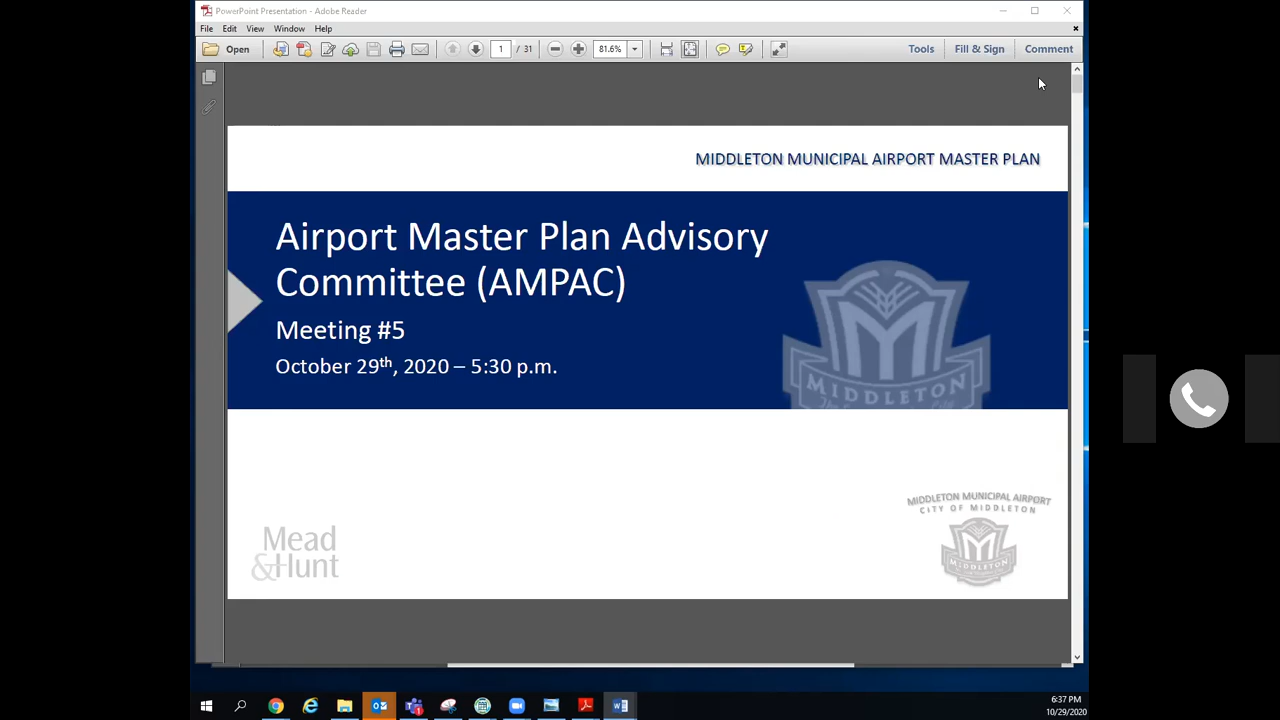 PowerPoint Presentation - Adobe Reader
File Edit View Window Help
Open 1 / 31 81.6% Tools Fill & Sign Comment
MIDDLETON MUNICIPAL AIRPORT MASTER PLAN
Airport Master Plan Advisory
Committee (AMPAC)
Meeting #5
October 29th, 2020 – 5:30 p.m.
MIDDLETON
Mead
&Hunt
MIDDLETON MUNICIPAL AIRPORT
CITY OF MIDDLETON
MIDDLETON
6:37 PM
10/29/2020